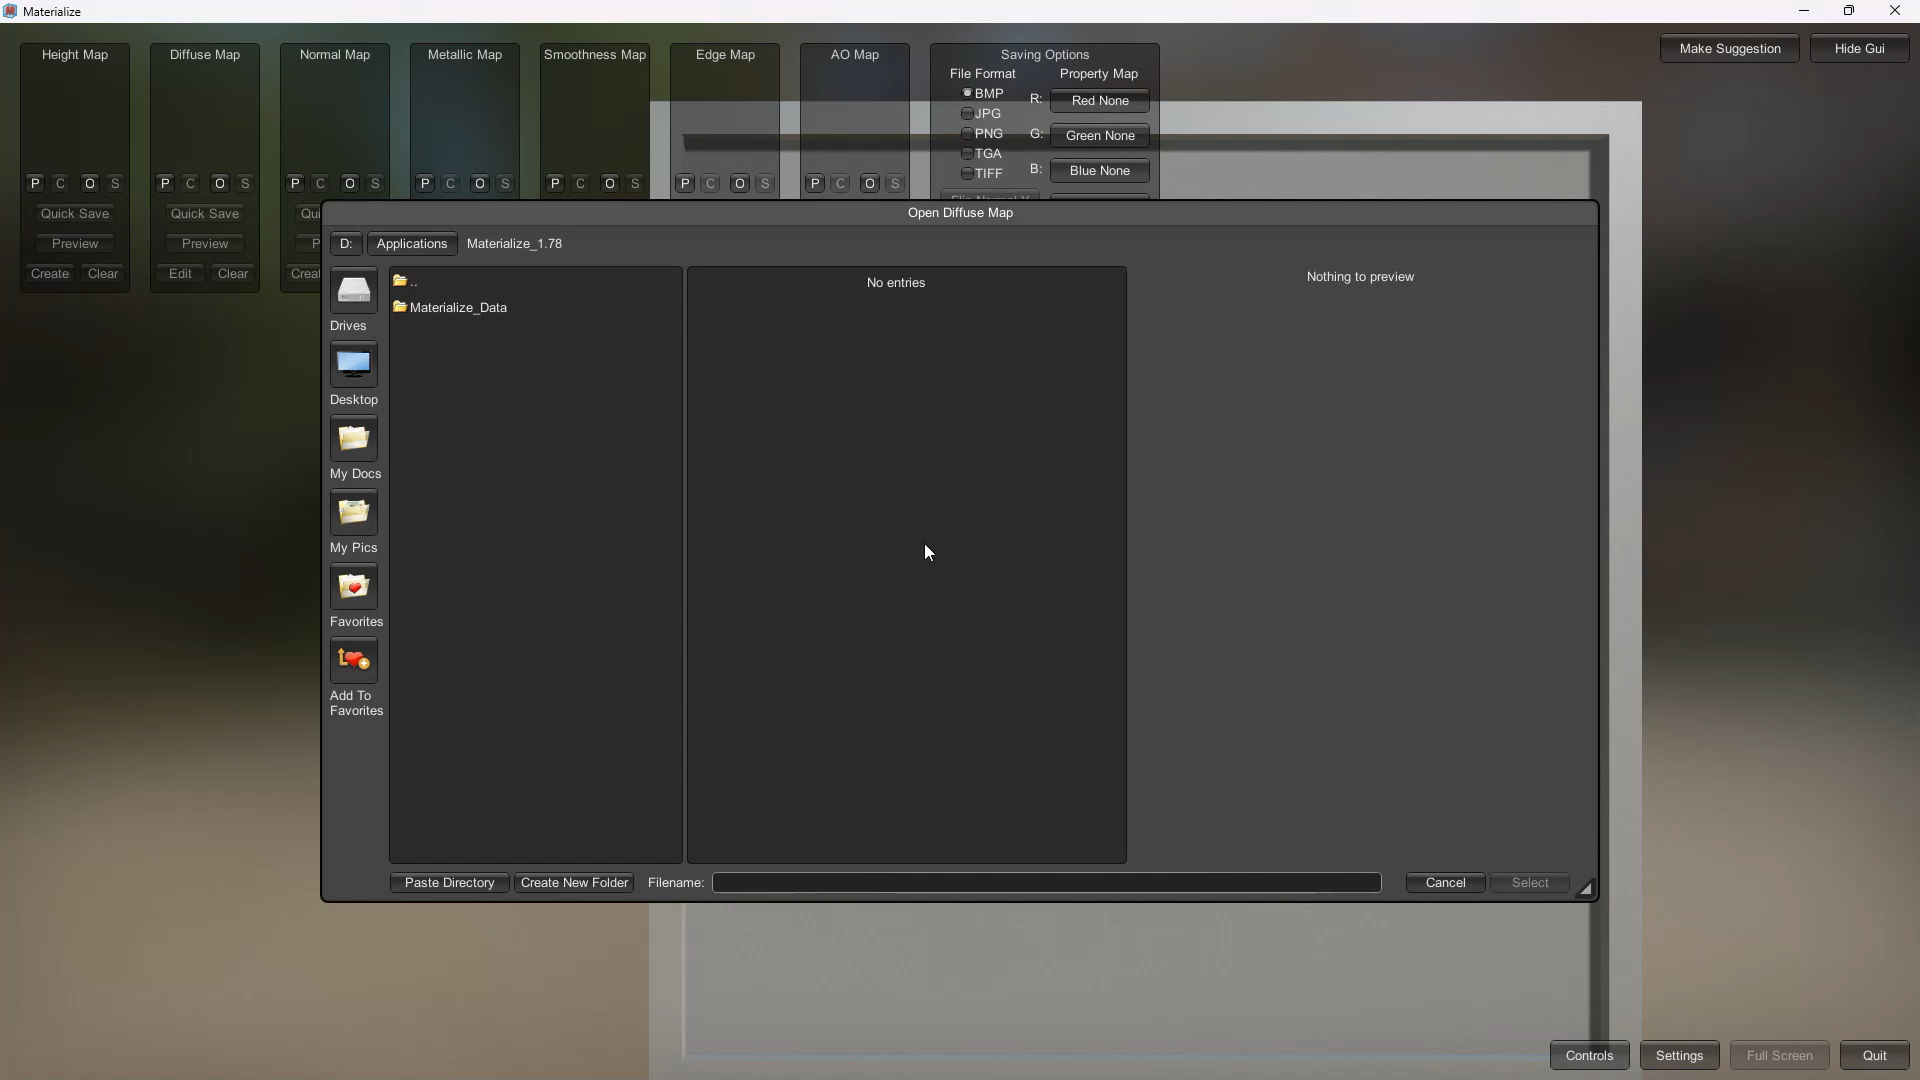 Materialize
Height Map
Diffuse Map
Normal Map
Metallic Map
Smoothness Map
Edge Map
AO Map
Saving Options
Make Suggestion
Hide Gui
File Format
Property Map
BMP
R:
Red None
JPG
PNG
G:
Green None
TGA
B:
Blue None
TIFF
P C O S
P C O S
P C O S
P C O S
P C O S
P C O S
P C O S
Quick Save
Quick Save
Qui
Preview
Preview
P
Create
Clear
Edit
Clear
Creat
Open Diffuse Map
D:
Applications
Materialize_1.78
..
Materialize_Data
No entries
Nothing to preview
Drives
Desktop
My Docs
My Pics
Favorites
Add To
Favorites
Paste Directory
Create New Folder
Filename:
Cancel
Select
Controls
Settings
Full Screen
Quit